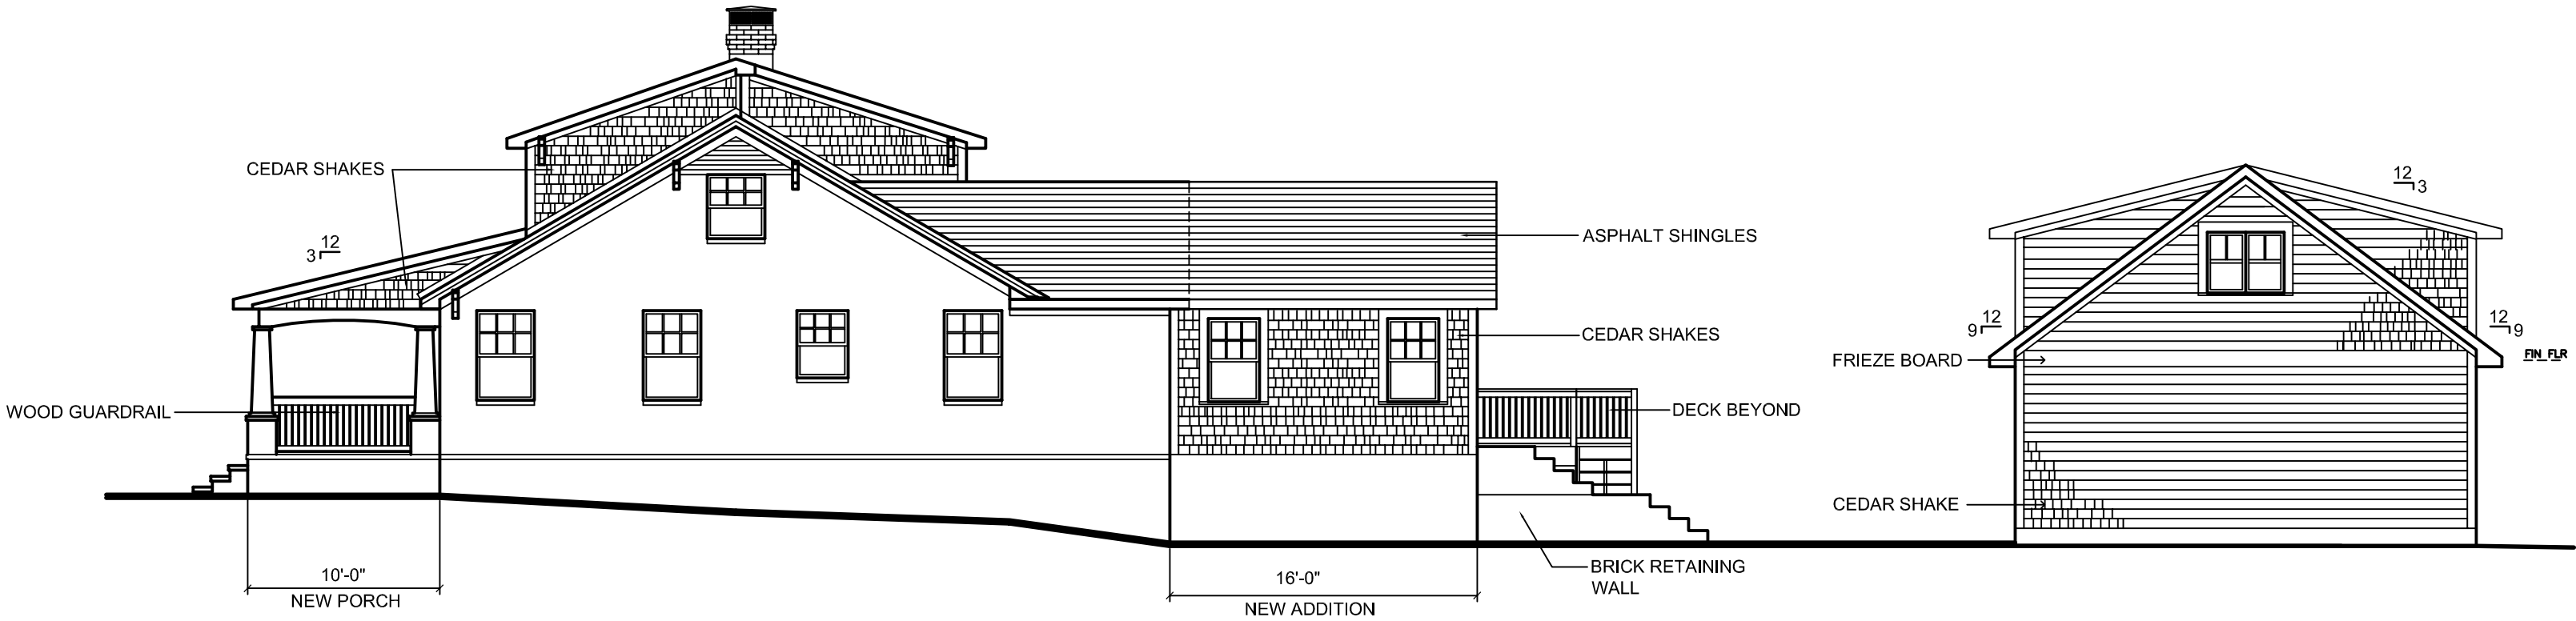 CEDAR SHAKES
12
3
WOOD GUARDRAIL
10'-0"
NEW PORCH
ASPHALT SHINGLES
CEDAR SHAKES
DECK BEYOND
BRICK RETAINING
WALL
16'-0"
NEW ADDITION
12
3
12
9
12
9
FRIEZE BOARD
FIN FLR
CEDAR SHAKE